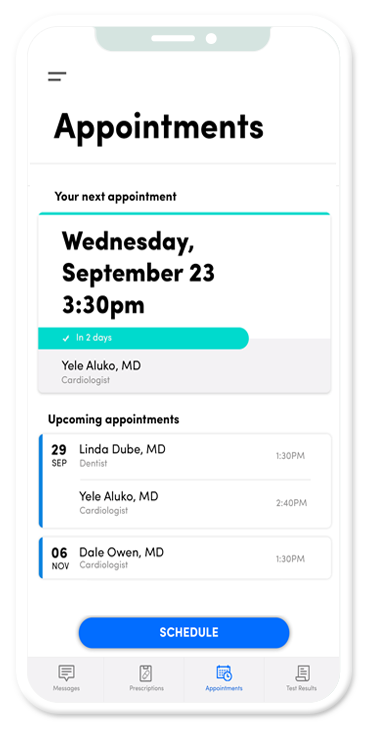 Appointments
Your next appointment
Wednesday,
September 23
3:30pm
In 2 days
Yele Aluko, MD
Cardiologist
Upcoming appointments
29 Linda Dube, MD 1:30PM
SEP Dentist
Yele Aluko, MD 2:40PM
Cardiologist
06 Dale Owen, MD 1:30PM
NOV Cardiologist
SCHEDULE
Messages Prescriptions Appointments Test Results